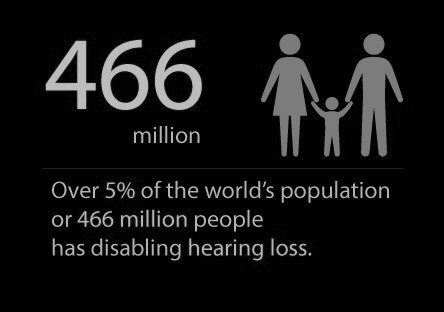 466
million
Over 5% of the world's population
or 466 million people
has disabling hearing loss.